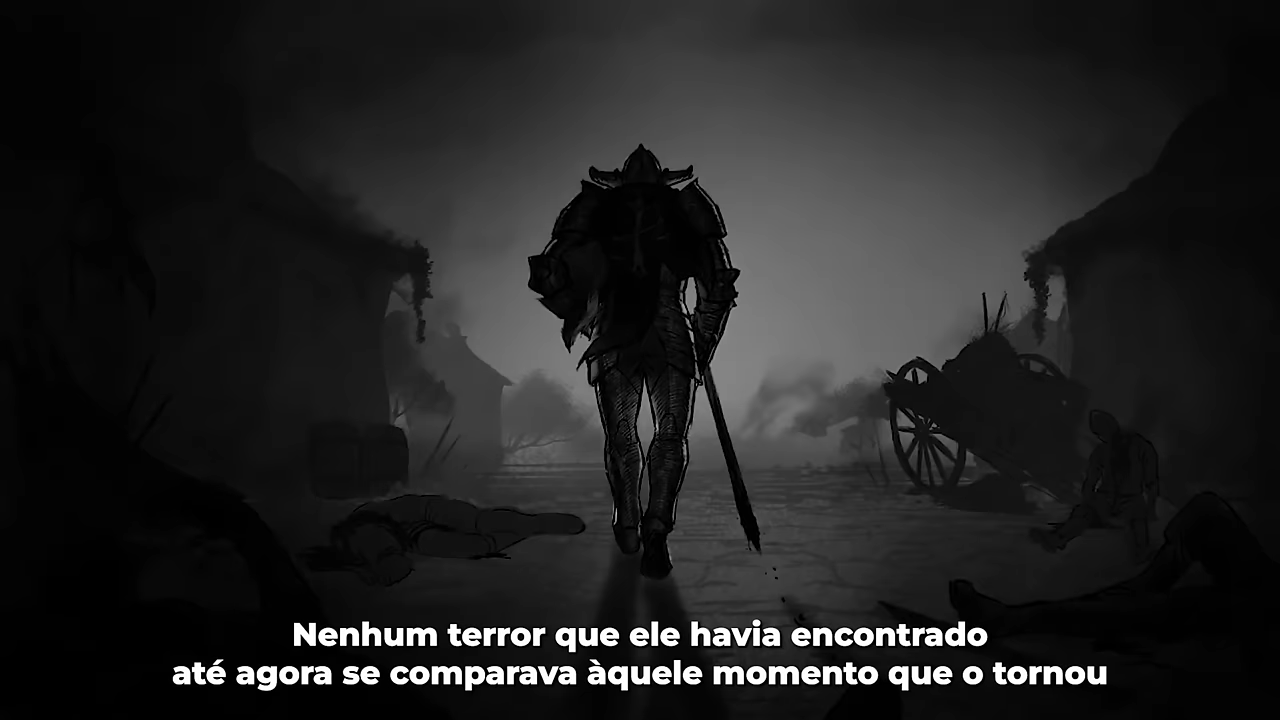 Nenhum terror que ele havia encontrado
até agora se comparava àquele momento que o tornou